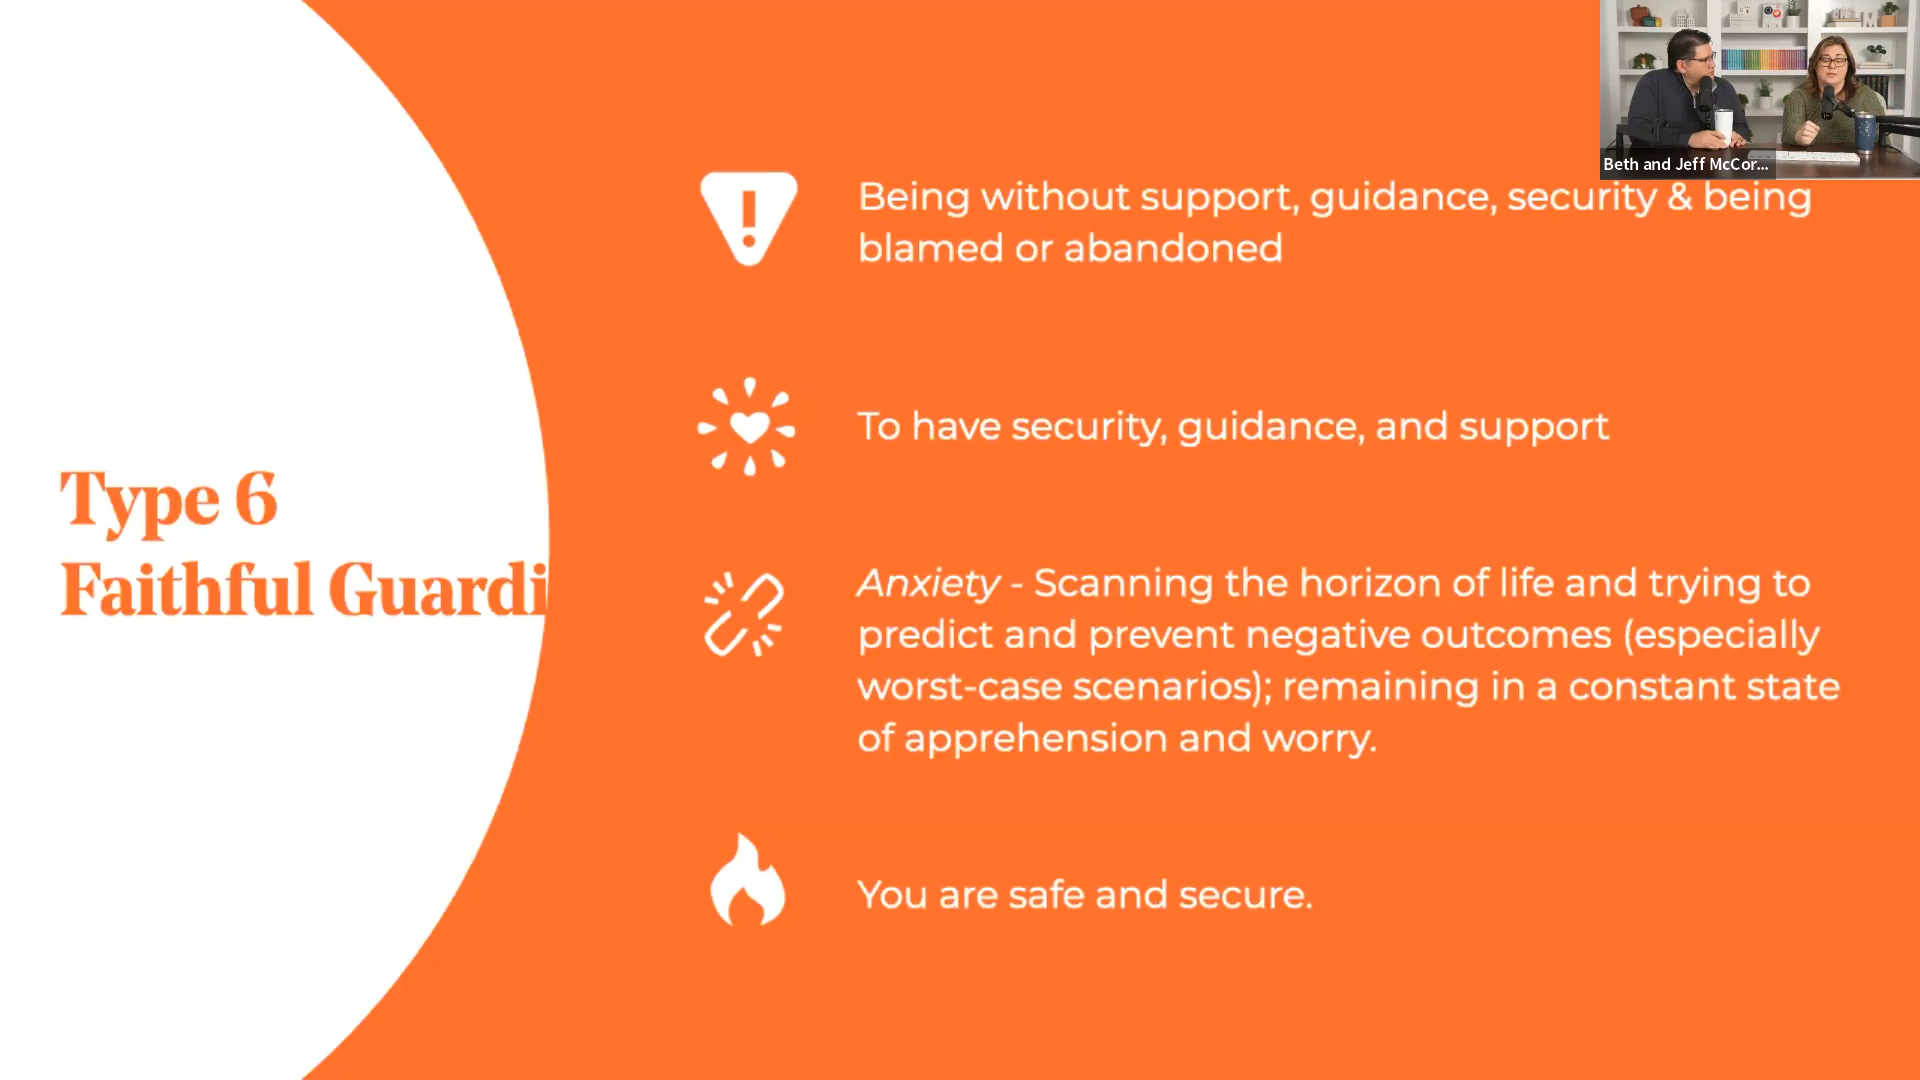 Beth and Jeff McCor...
Being without support, guidance, security & being
blamed or abandoned
To have security, guidance, and support
Type 6
Faithful Guardi
Anxiety - Scanning the horizon of life and trying to
predict and prevent negative outcomes (especially
worst-case scenarios); remaining in a constant state
of apprehension and worry.
You are safe and secure.